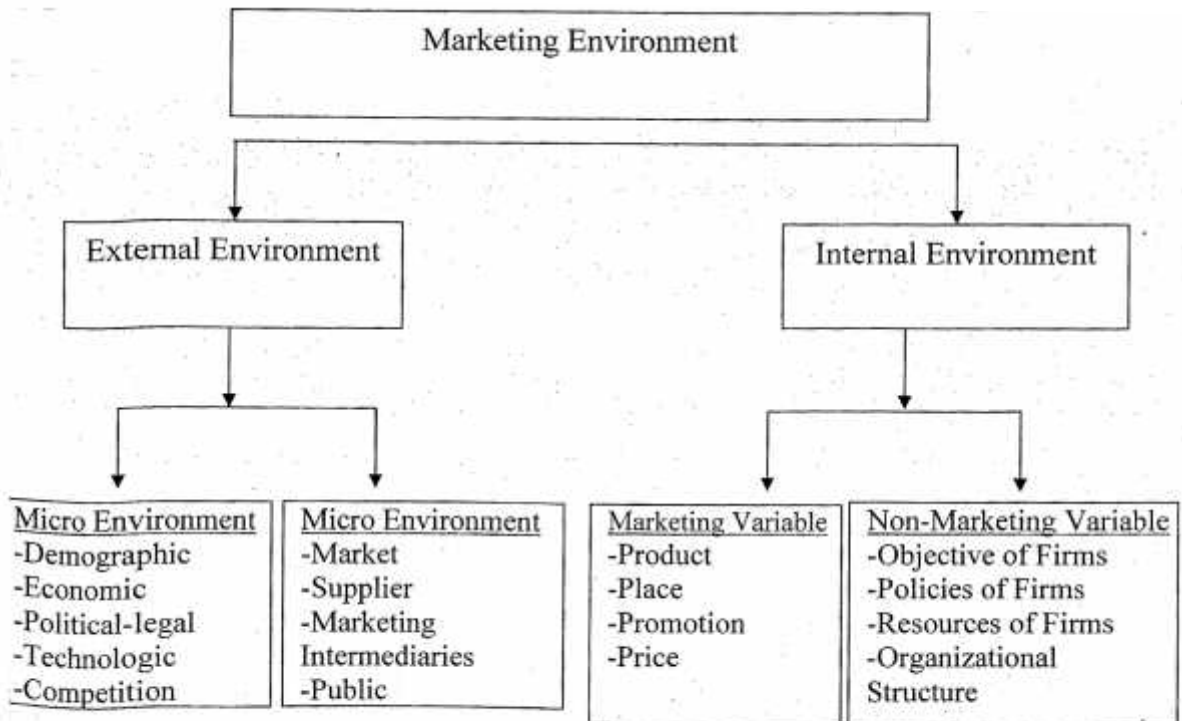 Marketing Environment
External Environment
Internal Environment
Micro Environment
-Demographic
-Economic
-Political-legal
-Technologic
-Competition
Micro Environment
-Market
-Supplier
-Marketing
Intermediaries
-Public
Marketing Variable
-Product
-Place
-Promotion
-Price
Non-Marketing Variable
-Objective of Firms
-Policies of Firms
-Resources of Firms
-Organizational
Structure